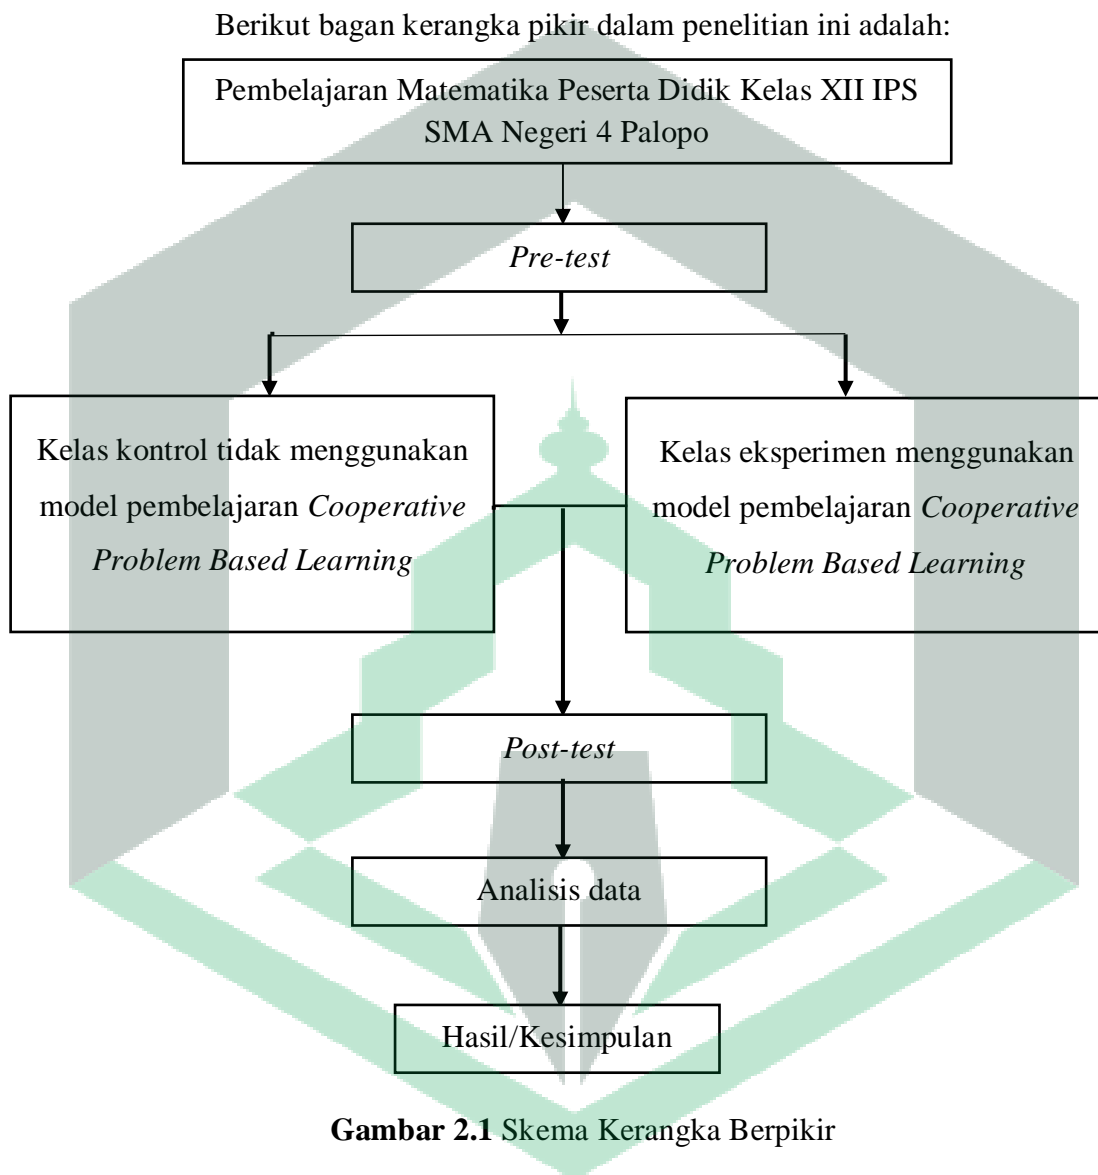 Berikut bagan kerangka pikir dalam penelitian ini adalah:
Pembelajaran Matematika Peserta Didik Kelas XII IPS
SMA Negeri 4 Palopo
Pre-test
Kelas kontrol tidak menggunakan
model pembelajaran Cooperative
Problem Based Learning
Kelas eksperimen menggunakan
model pembelajaran Cooperative
Problem Based Learning
Post-test
Analisis data
Hasil/Kesimpulan
Gambar 2.1 Skema Kerangka Berpikir